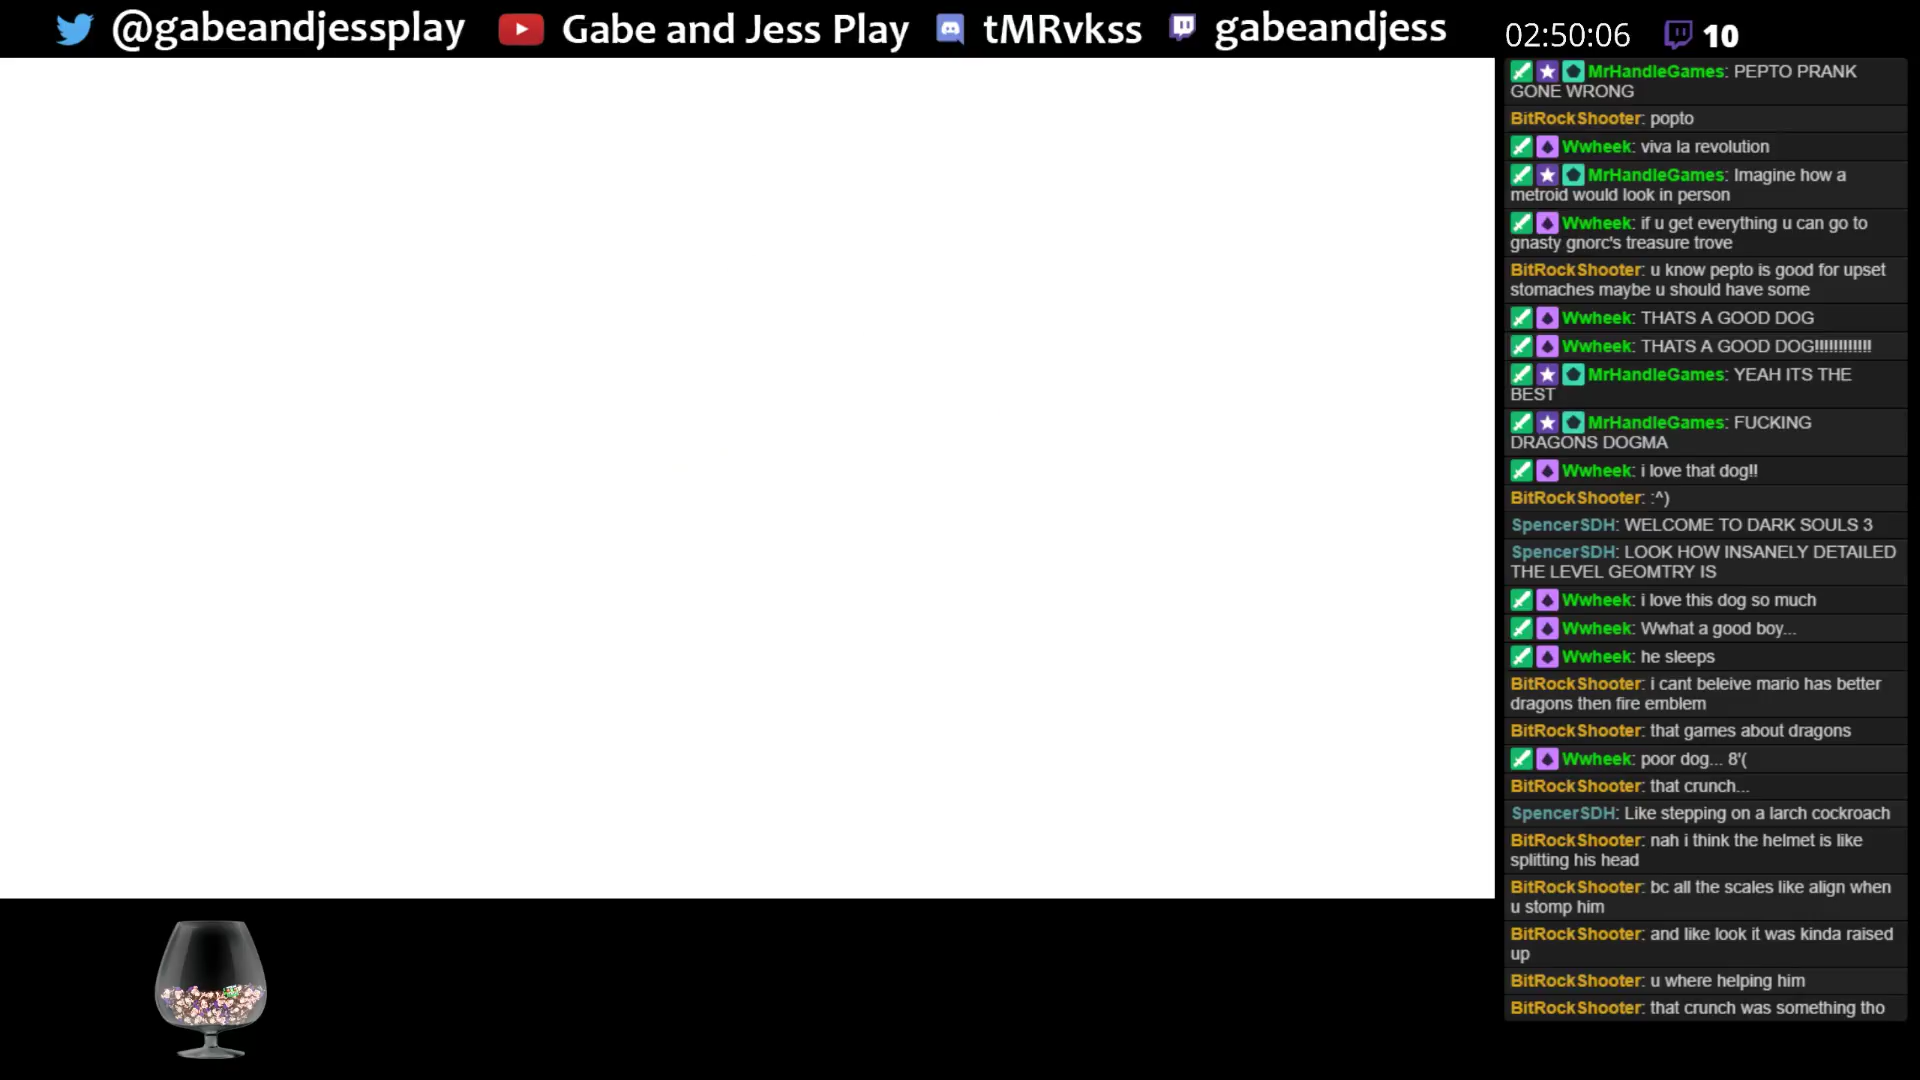 @gabeandjessplay Gabe and Jess Play tMRvkss gabeandjess 02:50:06 10
MrHandleGames: PEPTO PRANK
GONE WRONG
BitRockShooter: popto
Wwheek: viva la revolution
MrHandleGames: Imagine how a
metroid would look in person
Wwheek: if u get everything u can go to
gnasty gnorc's treasure trove
BitRockShooter: u know pepto is good for upset
stomaches maybe u should have some
Wwheek: THATS A GOOD DOG
Wwheek: THATS A GOOD DOG!!!!!!!!!!!!
MrHandleGames: YEAH ITS THE
BEST
MrHandleGames: FUCKING
DRAGONS DOGMA
Wwheek: i love that dog!!
BitRockShooter: :^)
SpencerSDH: WELCOME TO DARK SOULS 3
SpencerSDH: LOOK HOW INSANELY DETAILED
THE LEVEL GEOMTRY IS
Wwheek: i love this dog so much
Wwheek: Wwhat a good boy...
Wwheek: he sleeps
BitRockShooter: i cant beleive mario has better
dragons then fire emblem
BitRockShooter: that games about dragons
Wwheek: poor dog... 8'(
BitRockShooter: that crunch...
SpencerSDH: Like stepping on a larch cockroach
BitRockShooter: nah i think the helmet is like
splitting his head
BitRockShooter: bc all the scales like align when
u stomp him
BitRockShooter: and like look it was kinda raised
up
BitRockShooter: u where helping him
BitRockShooter: that crunch was something tho